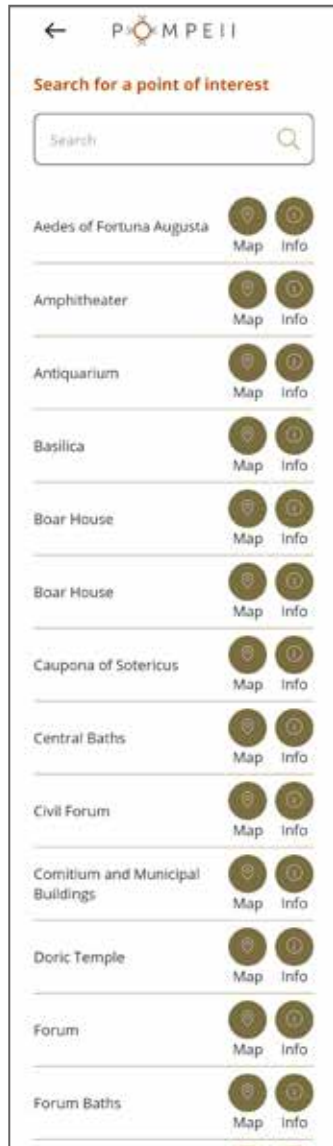 POMPEII
Search for a point of interest
Search
Aedes of Fortuna Augusta
Map Info
Amphitheater
Map Info
Antiquarium
Map Info
Basilica
Map Info
Boar House
Map Info
Boar House
Map Info
Caupona of Sotericus
Map Info
Central Baths
Map Info
Civil Forum
Map Info
Comitium and Municipal
Buildings
Map Info
Doric Temple
Map Info
Forum
Map Info
Forum Baths
Map Info